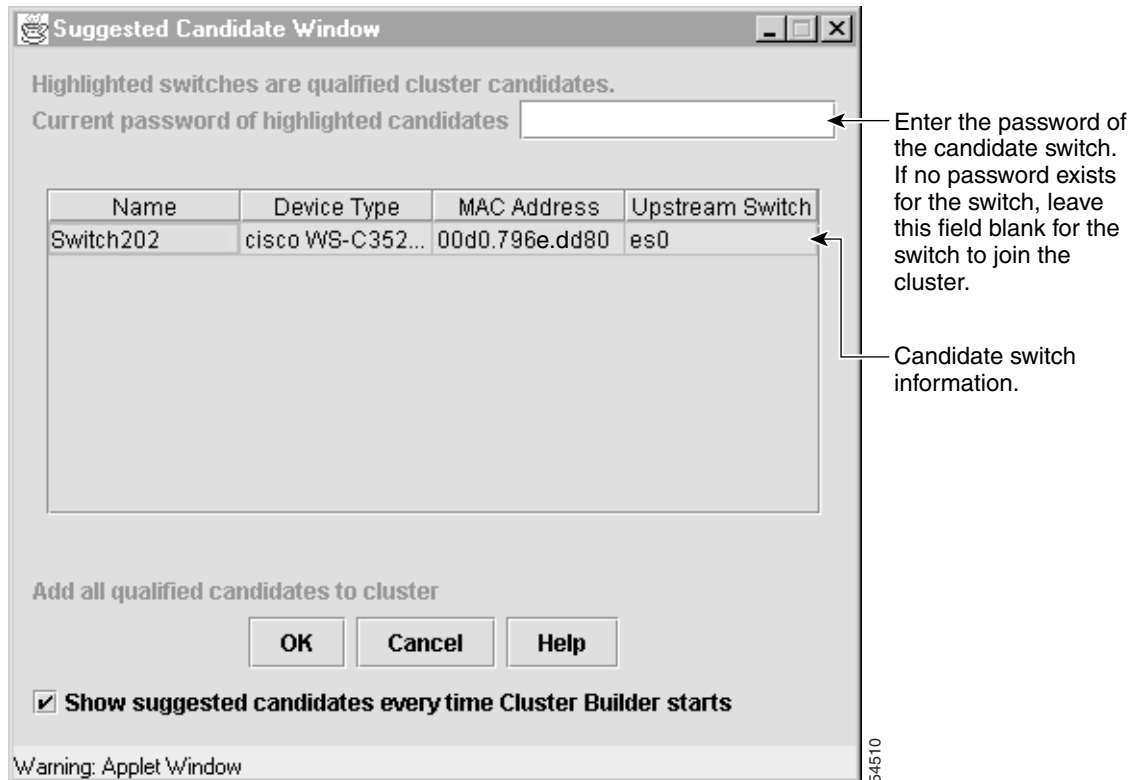 Suggested Candidate Window
Highlighted switches are qualified cluster candidates.
Current password of highlighted candidates
Enter the password of
the candidate switch.
If no password exists
for the switch, leave
this field blank for the
switch to join the
cluster.
Name Device Type MAC Address Upstream Switch
Switch202 cisco WS-C352... 00d0.796e.dd80 es0
Candidate switch
information.
Add all qualified candidates to cluster
OK Cancel Help
Show suggested candidates every time Cluster Builder starts
Warning: Applet Window
54510